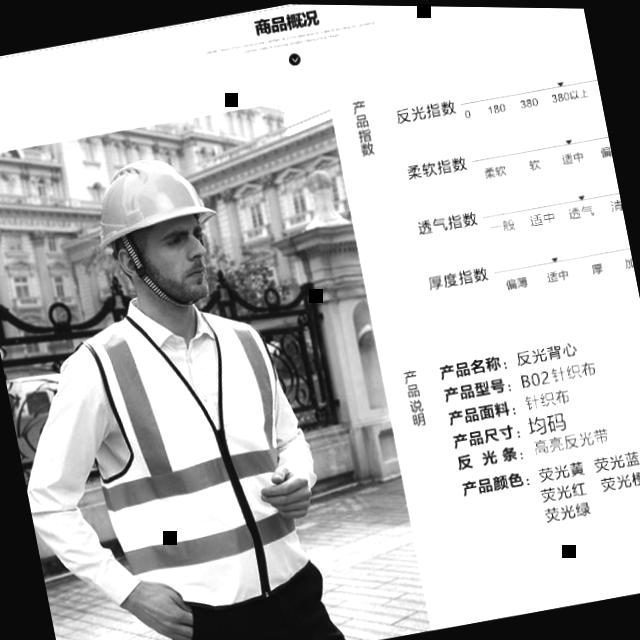 商品概况
产品指数
反光指数
0 180 380 380以上
柔软指数
柔软 软 适中 偏
透气指数
一般 适中 透气 清
厚度指数
偏薄 适中 厚 加
产品说明
产品名称：反光背心
产品型号：B02针织布
产品面料：针织布
产品尺寸：均码
反 光 条：高亮反光带
产品颜色：荧光黄 荧光蓝
荧光红 荧光橙
荧光绿